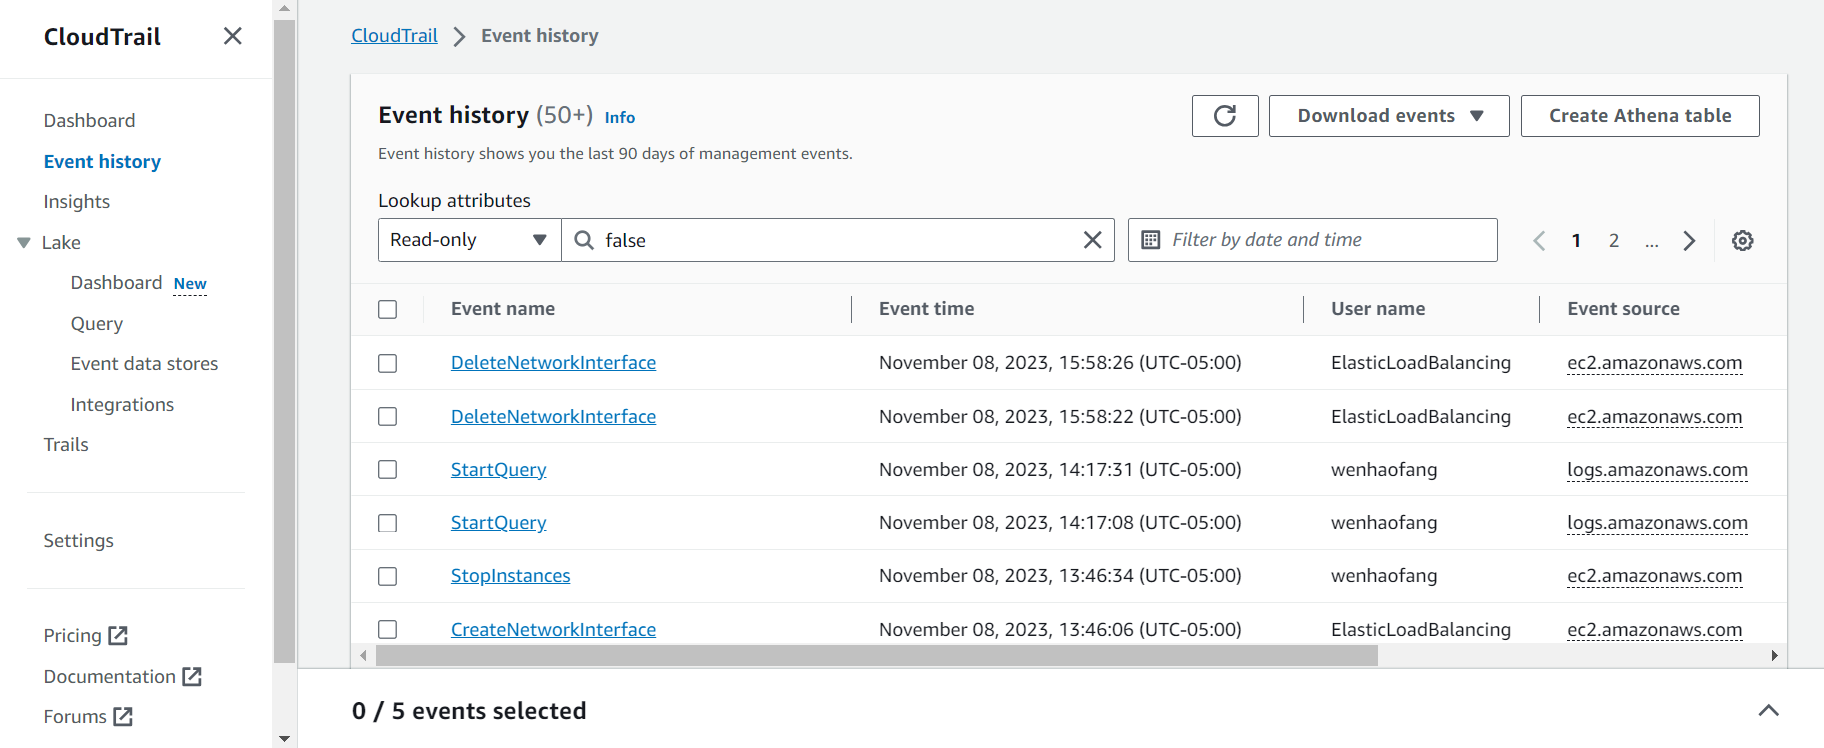 CloudTrail
Dashboard
Event history
Insights
Lake
Dashboard New
Query
Event data stores
Integrations
Trails
Settings
Pricing
Documentation
Forums
CloudTrail Event history
Event history (50+) Info
Download events
Create Athena table
Event history shows you the last 90 days of management events.
Lookup attributes
Read-only false Filter by date and time 1 2 ...
Event name Event time User name Event source
DeleteNetworkInterface November 08, 2023, 15:58:26 (UTC-05:00) ElasticLoadBalancing ec2.amazonaws.com
DeleteNetworkInterface November 08, 2023, 15:58:22 (UTC-05:00) ElasticLoadBalancing ec2.amazonaws.com
StartQuery November 08, 2023, 14:17:31 (UTC-05:00) wenhaofang logs.amazonaws.com
StartQuery November 08, 2023, 14:17:08 (UTC-05:00) wenhaofang logs.amazonaws.com
StopInstances November 08, 2023, 13:46:34 (UTC-05:00) wenhaofang ec2.amazonaws.com
CreateNetworkInterface November 08, 2023, 13:46:06 (UTC-05:00) ElasticLoadBalancing ec2.amazonaws.com
0 / 5 events selected